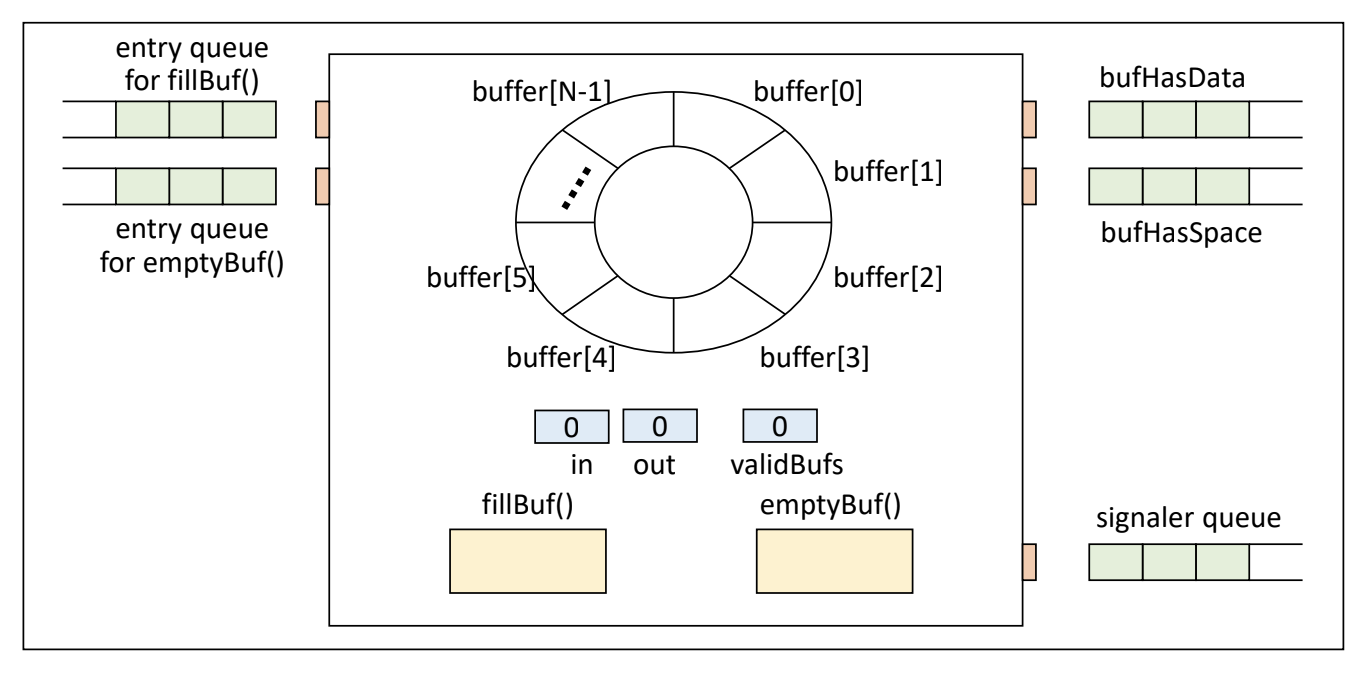 entry queue
for fillBuf()
entry queue
for emptyBuf()
buffer[N-1]
buffer[0]
buffer[1]
buffer[2]
buffer[3]
buffer[4]
buffer[5]
0
0
0
in
out
validBufs
fillBuf()
emptyBuf()
bufHasData
bufHasSpace
signaler queue